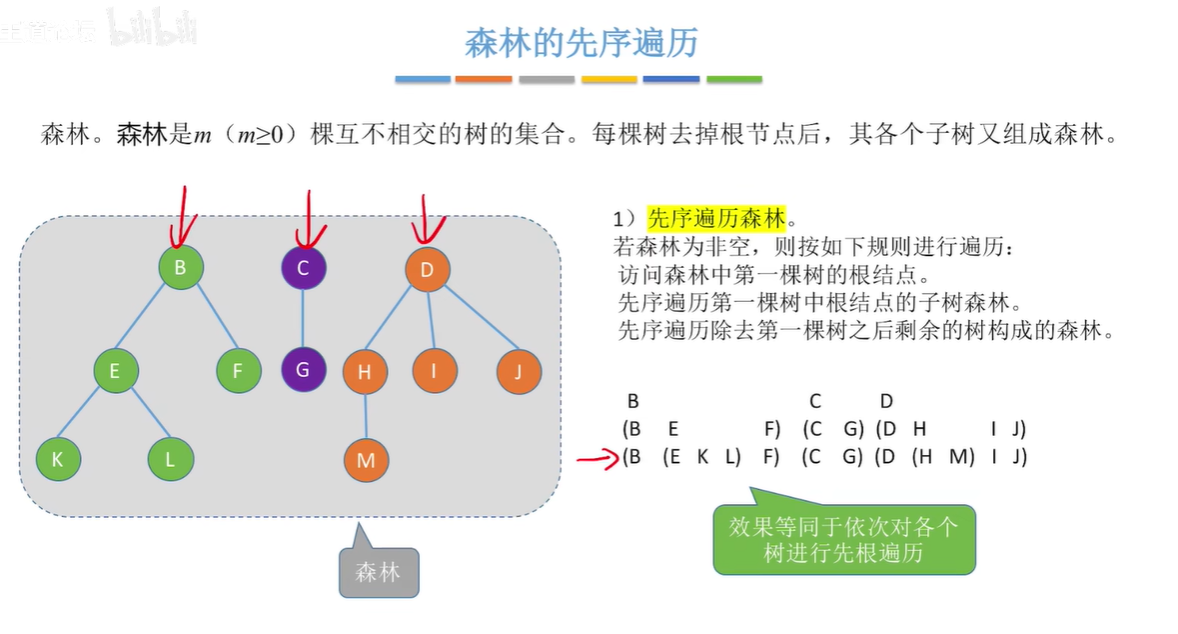 bilibili
森林的先序遍历
森林。森林是m（m≥0）棵互不相交的树的集合。每棵树去掉根节点后，其各个子树又组成森林。
1）先序遍历森林。
若森林为非空，则按如下规则进行遍历：
访问森林中第一棵树的根结点。
先序遍历第一棵树中根结点的子树森林。
先序遍历除去第一棵树之后剩余的树构成的森林。
B C D
E F G H I J
K L M
森林
B C D
(B E F) (C G) (D H I J)
(B (E K L) F) (C G) (D (H M) I J)
效果等同于依次对各个
树进行先根遍历